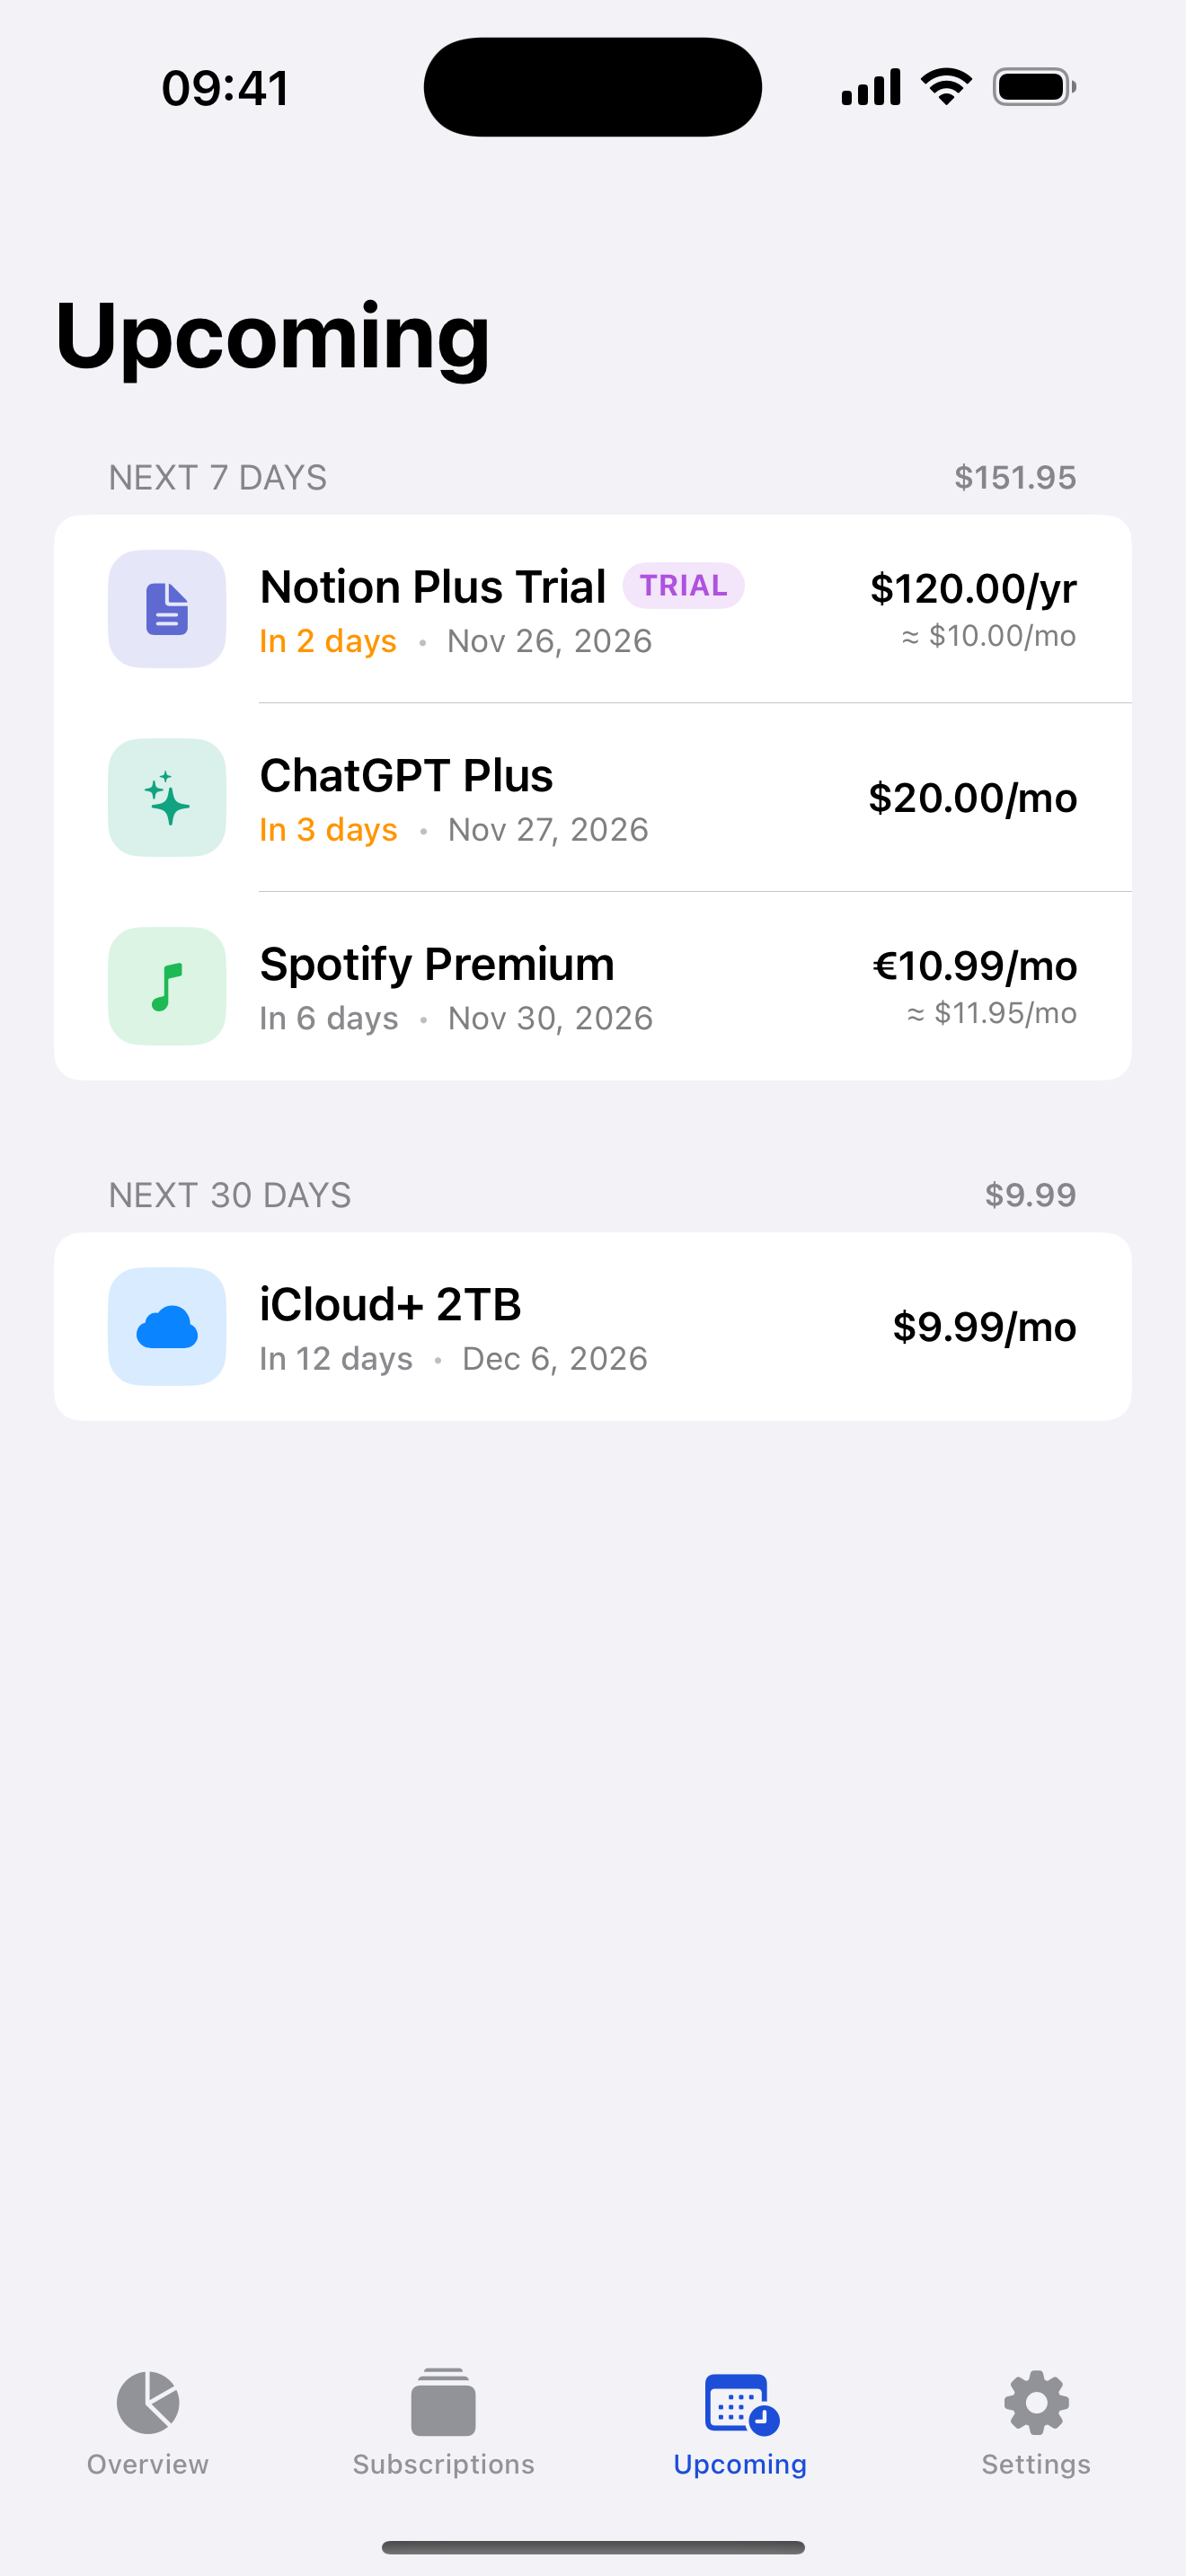 09:41
Upcoming
NEXT 7 DAYS $151.95
Notion Plus Trial TRIAL $120.00/yr
In 2 days • Nov 26, 2026 ≈ $10.00/mo
ChatGPT Plus $20.00/mo
In 3 days • Nov 27, 2026
Spotify Premium €10.99/mo
In 6 days • Nov 30, 2026 ≈ $11.95/mo
NEXT 30 DAYS $9.99
iCloud+ 2TB $9.99/mo
In 12 days • Dec 6, 2026
Overview Subscriptions Upcoming Settings